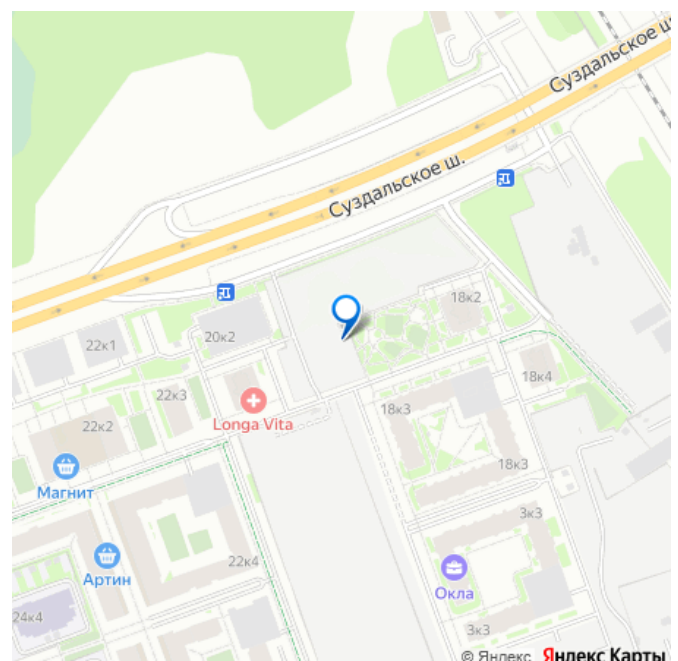 Суздальское ш
Суздальское ш.
18к2
20к2
22к1
18к4
22к3
18к3
Longa Vita
22к2
18к3
Магнит
3к3
22к4
Артин
Окла
24к4
3к3
© Яндекс Яндекс Карты